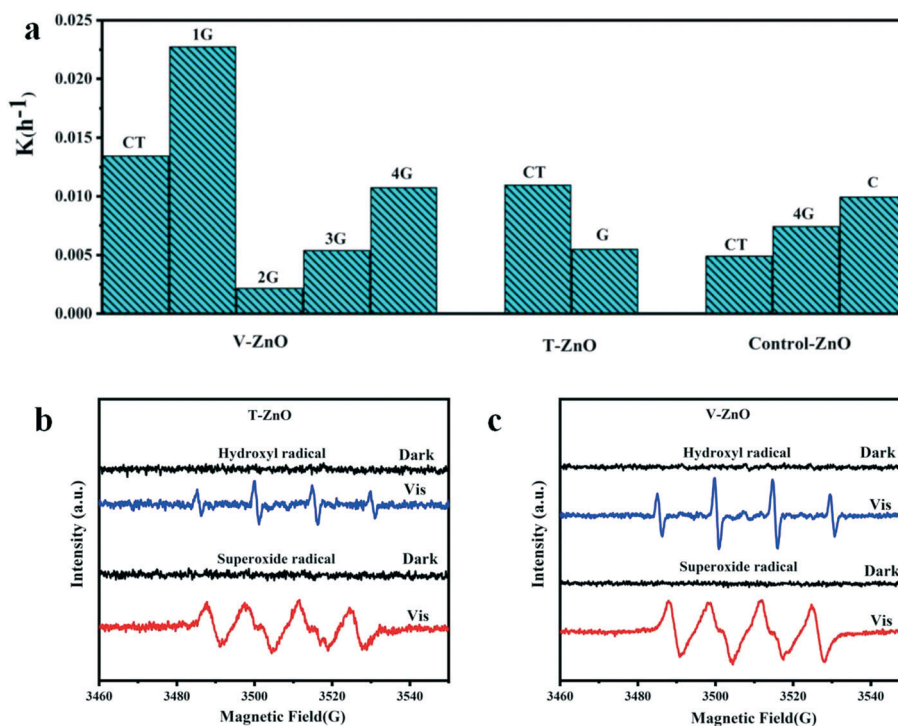 a
0.025
0.020
0.015
0.010
0.005
0.000
K(h⁻¹)
CT
1G
2G
3G
4G
CT
G
CT
4G
C
V-ZnO
T-ZnO
Control-ZnO
b
T-ZnO
Hydroxyl radical
Dark
Vis
Superoxide radical
Dark
Vis
Intensity (a.u.)
3460 3480 3500 3520 3540
Magnetic Field(G)
c
V-ZnO
Hydroxyl radical
Dark
Vis
Superoxide radical
Dark
Vis
Intensity (a.u.)
3460 3480 3500 3520 3540
Magnetic Field(G)